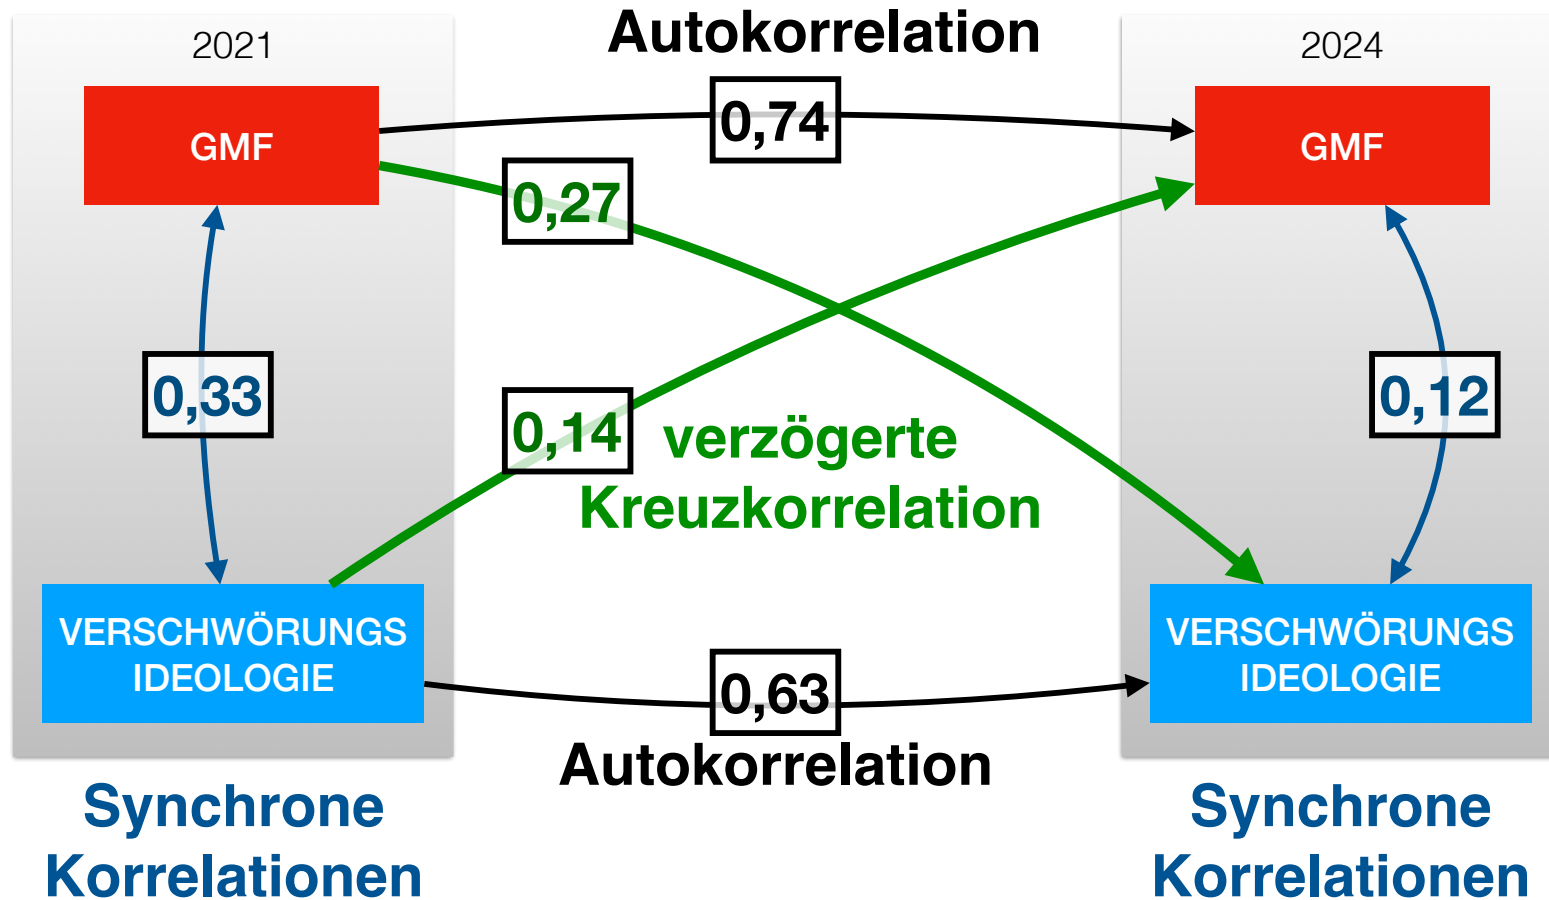 Autokorrelation
2021
2024
0,74
GMF
GMF
0,27
0,33
0,12
0,14
verzögerte
Kreuzkorrelation
VERSCHWÖRUNGS
IDEOLOGIE
VERSCHWÖRUNGS
IDEOLOGIE
0,63
Autokorrelation
Synchrone
Korrelationen
Synchrone
Korrelationen